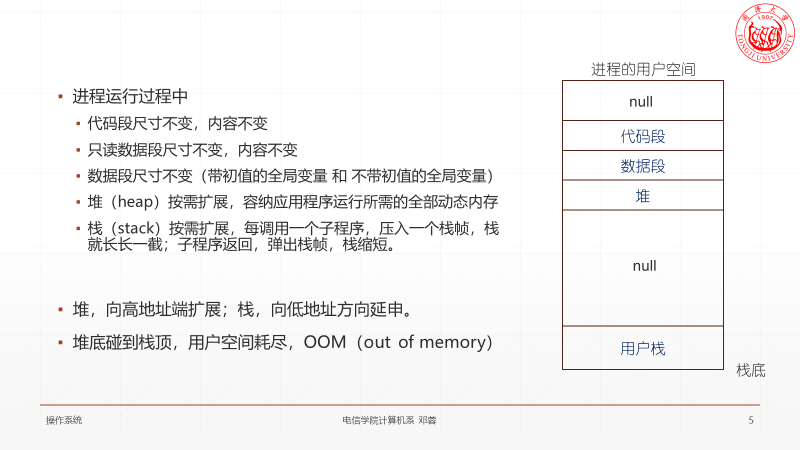 同济大学
1907
TONGJI UNIVERSITY
进程的用户空间
▪ 进程运行过程中
▪ 代码段尺寸不变，内容不变
▪ 只读数据段尺寸不变，内容不变
▪ 数据段尺寸不变（带初值的全局变量 和 不带初值的全局变量）
▪ 堆（heap）按需扩展，容纳应用程序运行所需的全部动态内存
▪ 栈（stack）按需扩展，每调用一个子程序，压入一个栈帧，栈
就长长一截；子程序返回，弹出栈帧，栈缩短。
▪ 堆，向高地址端扩展；栈，向低地址方向延申。
▪ 堆底碰到栈顶，用户空间耗尽，OOM（out of memory）
null
代码段
数据段
堆
null
用户栈
栈底
操作系统
电信学院计算机系 邓蓉
5